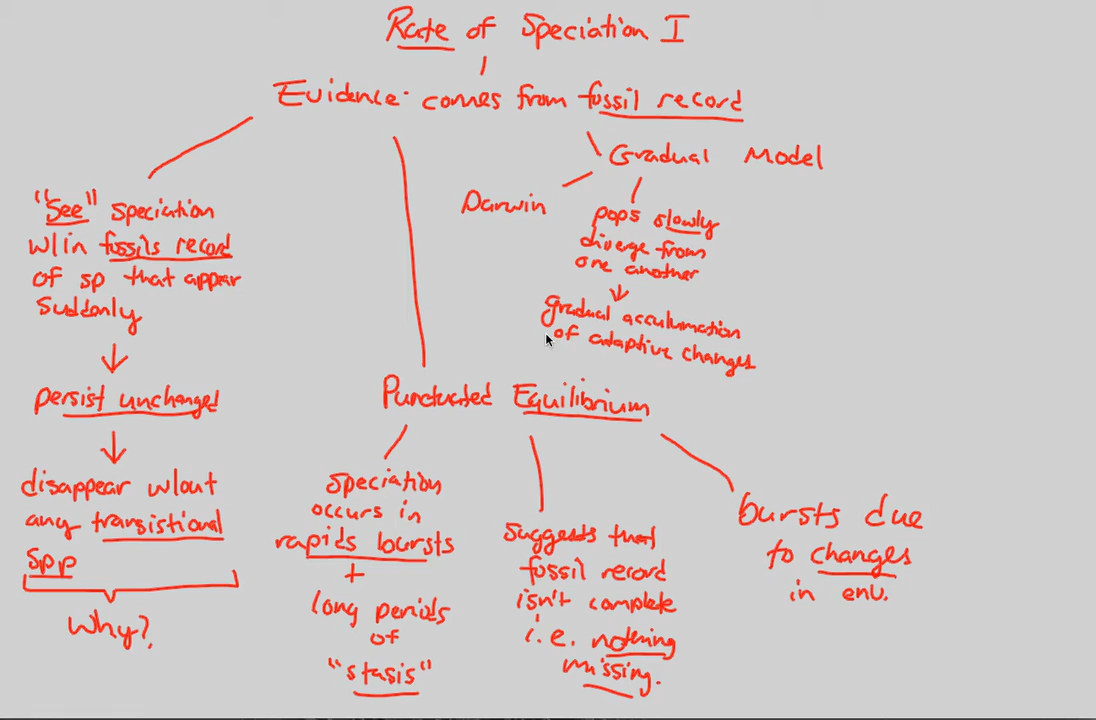 Rate of Speciation I
Evidence comes from fossil record
"See" speciation
w/in fossils record
of sp that appear
suddenly
persist unchanged
disappear w/out
any transistional
spp
Why?
Gradual Model
Darwin
pops slowly
diverge from
one another
gradual acculumation
of adaptive changes
Punctuated Equilibrium
speciation
occurs in
rapids bursts
+
long periods
of
"stasis"
suggests that
fossil record
isn't complete
i.e. nothing
missing.
bursts due
to changes
in env.